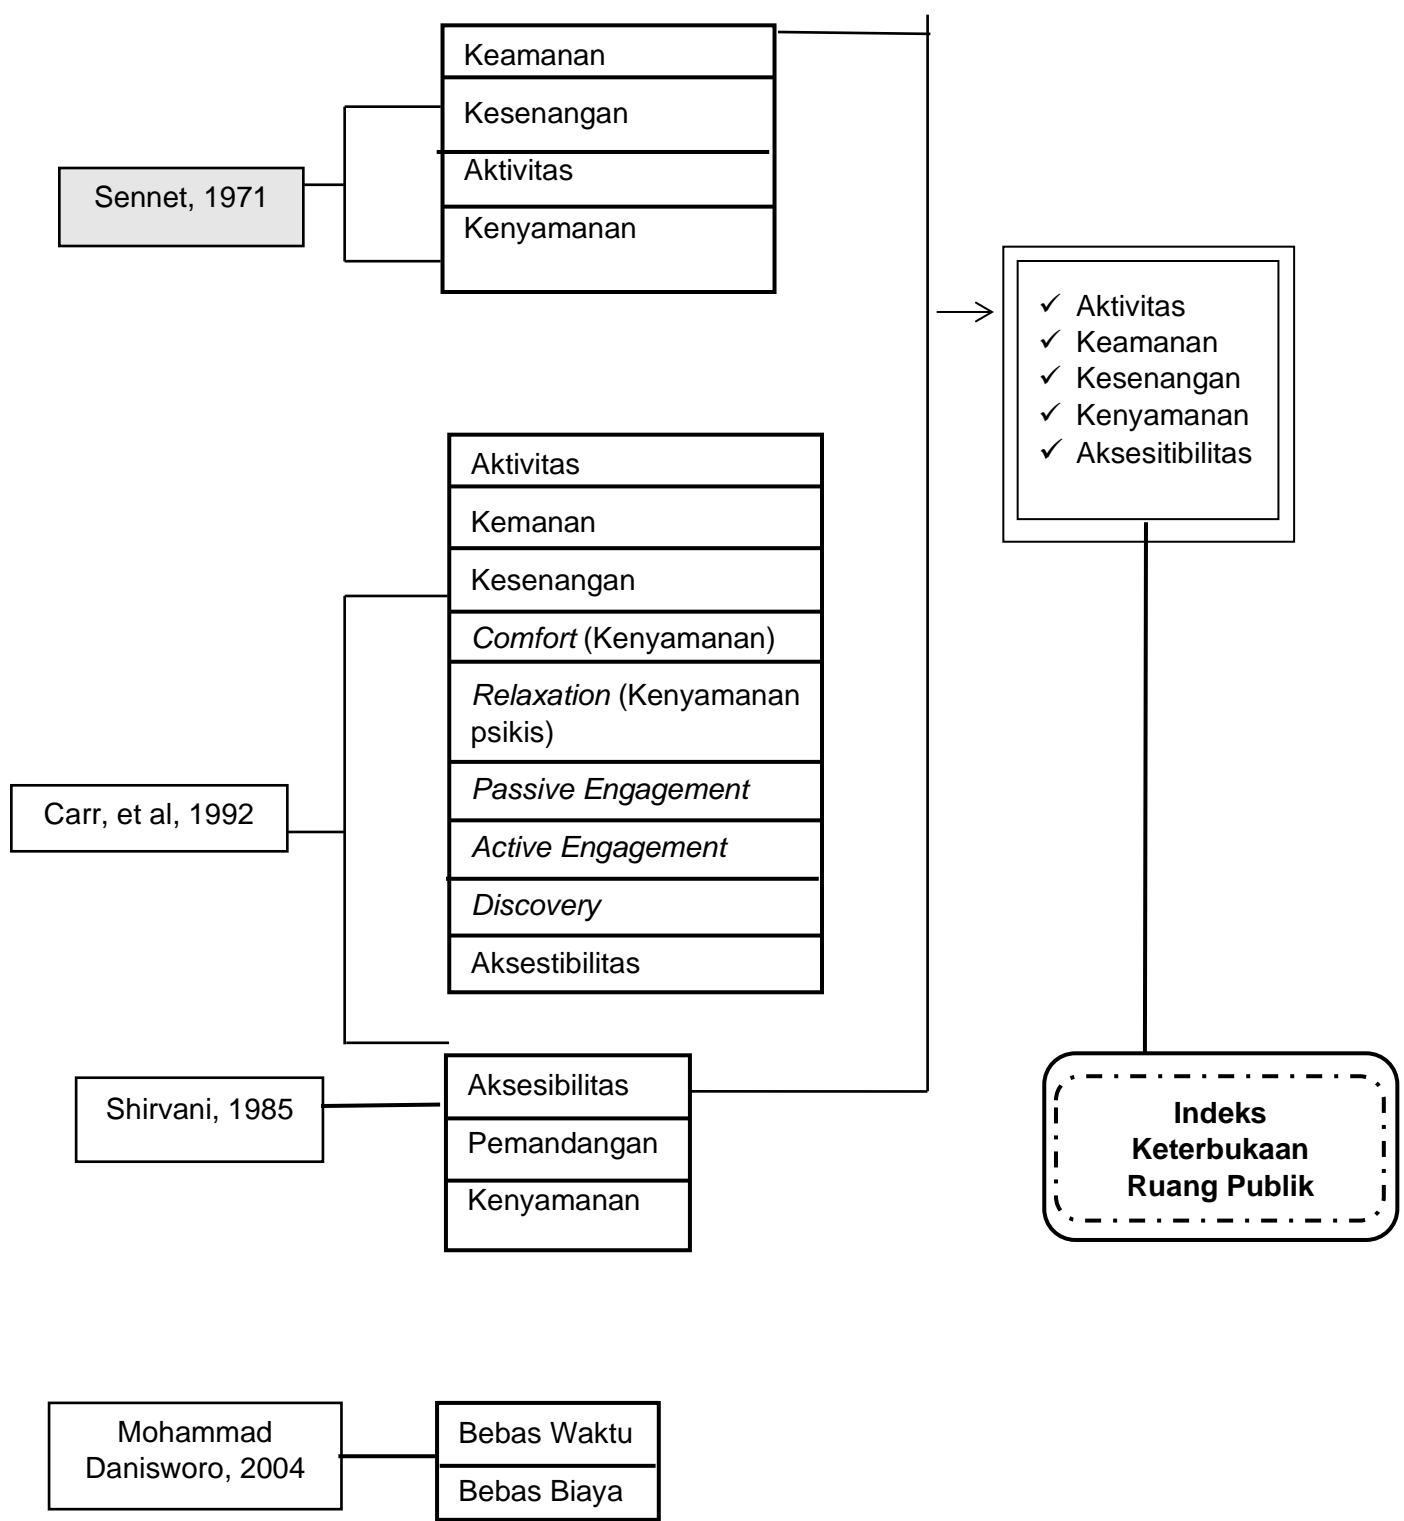 Sennet, 1971
Keamanan
Kesenangan
Aktivitas
Kenyamanan
✓ Aktivitas
✓ Keamanan
✓ Kesenangan
✓ Kenyamanan
✓ Aksesitibilitas
Carr, et al, 1992
Aktivitas
Kemanan
Kesenangan
Comfort (Kenyamanan)
Relaxation (Kenyamanan
psikis)
Passive Engagement
Active Engagement
Discovery
Aksestibilitas
Shirvani, 1985
Aksesibilitas
Pemandangan
Kenyamanan
Indeks
Keterbukaan
Ruang Publik
Mohammad
Danisworo, 2004
Bebas Waktu
Bebas Biaya